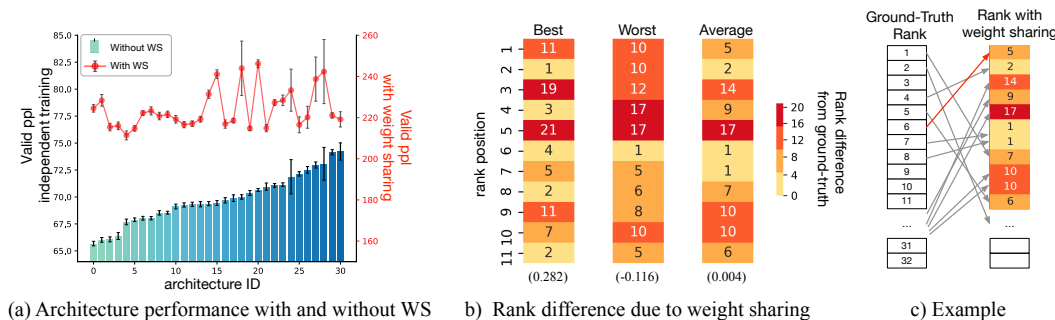 85,0
82,5
80,0
77,5
75,0
72,5
70,0
67,5
65,0
Valid ppl
independent training
Without WS
With WS
260
240
220
200
180
160
Valid ppl
with weight sharing
0 5 10 15 20 25 30
architecture ID
(a) Architecture performance with and without WS
Best Worst Average
rank position
1 11 10 5
2 1 10 2
3 19 12 14
4 3 17 9
5 21 17 17
6 4 1 1
7 5 5 1
8 2 6 7
9 11 8 10
10 7 10 10
11 2 5 6
(0.282) (-0.116) (0.004)
20
16
12
8
4
0
Rank difference
from ground-truth
b) Rank difference due to weight sharing
Ground-Truth
Rank
Rank with
weight sharing
1 5
2 2
3 14
4 9
5 17
6 1
7 1
8 7
9 10
10 10
11 6
... ...
31
32
c) Example